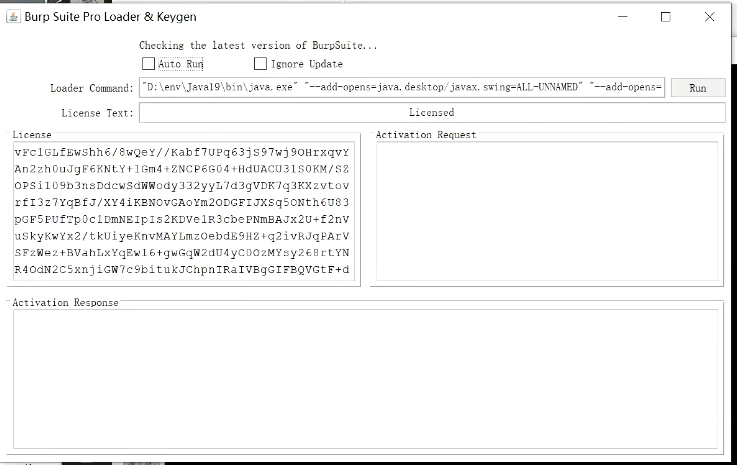 Burp Suite Pro Loader & Keygen
Checking the latest version of BurpSuite...
Auto Run
Ignore Update
Loader Command:
"D:\env\Java19\bin\java.exe" "--add-opens=java.desktop/javax.swing=ALL-UNNAMED" "--add-opens=
Run
License Text:
Licensed
License
Activation Request
vFc1GLfEwShh6/8wQeY//Kabf7UPq63jS97wj9OHrxqvY
An2zh0uJgF6KNtY+1Gm4+ZNCP6G04+HdUACU31S0KM/SZ
OPSiI09b3nsDdcwSdWWody332yyL7d3gVDK7q3KXzvtov
rfI3z7YqBfJ/XY4iKBNOvGAoYm2ODGFIJXSq5ONth6U83
pGF5PUfTp0c1DmNEIpIs2KDVe1R3cbePNmBAJx2U+f2nV
uSkyKwYx2/tkUiyeKnvMAYLmzOebdE9HZ+q2ivRJqPArV
SFzWez+BVahLxYqEw16+gwGqW2dU4yC0OzMYsy268rtYN
R4OdN2C5xnjiGW7c9bitukJChpnIRaIVBgGIFBQVGtF+d
Activation Response